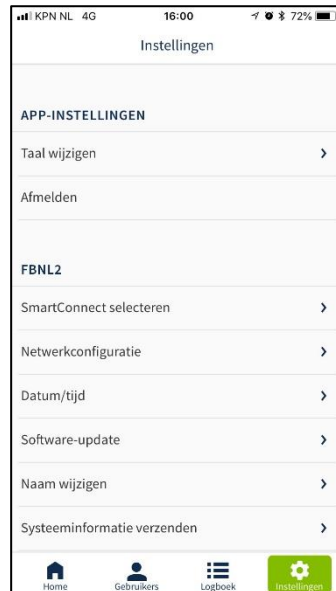 KPN NL 4G 16:00 72%
Instellingen
APP-INSTELLINGEN
Taal wijzigen
Afmelden
FBNL2
SmartConnect selecteren
Netwerkconfiguratie
Datum/tijd
Software-update
Naam wijzigen
Systeeminformatie verzenden
Home Gebruikers Logboek Instellingen